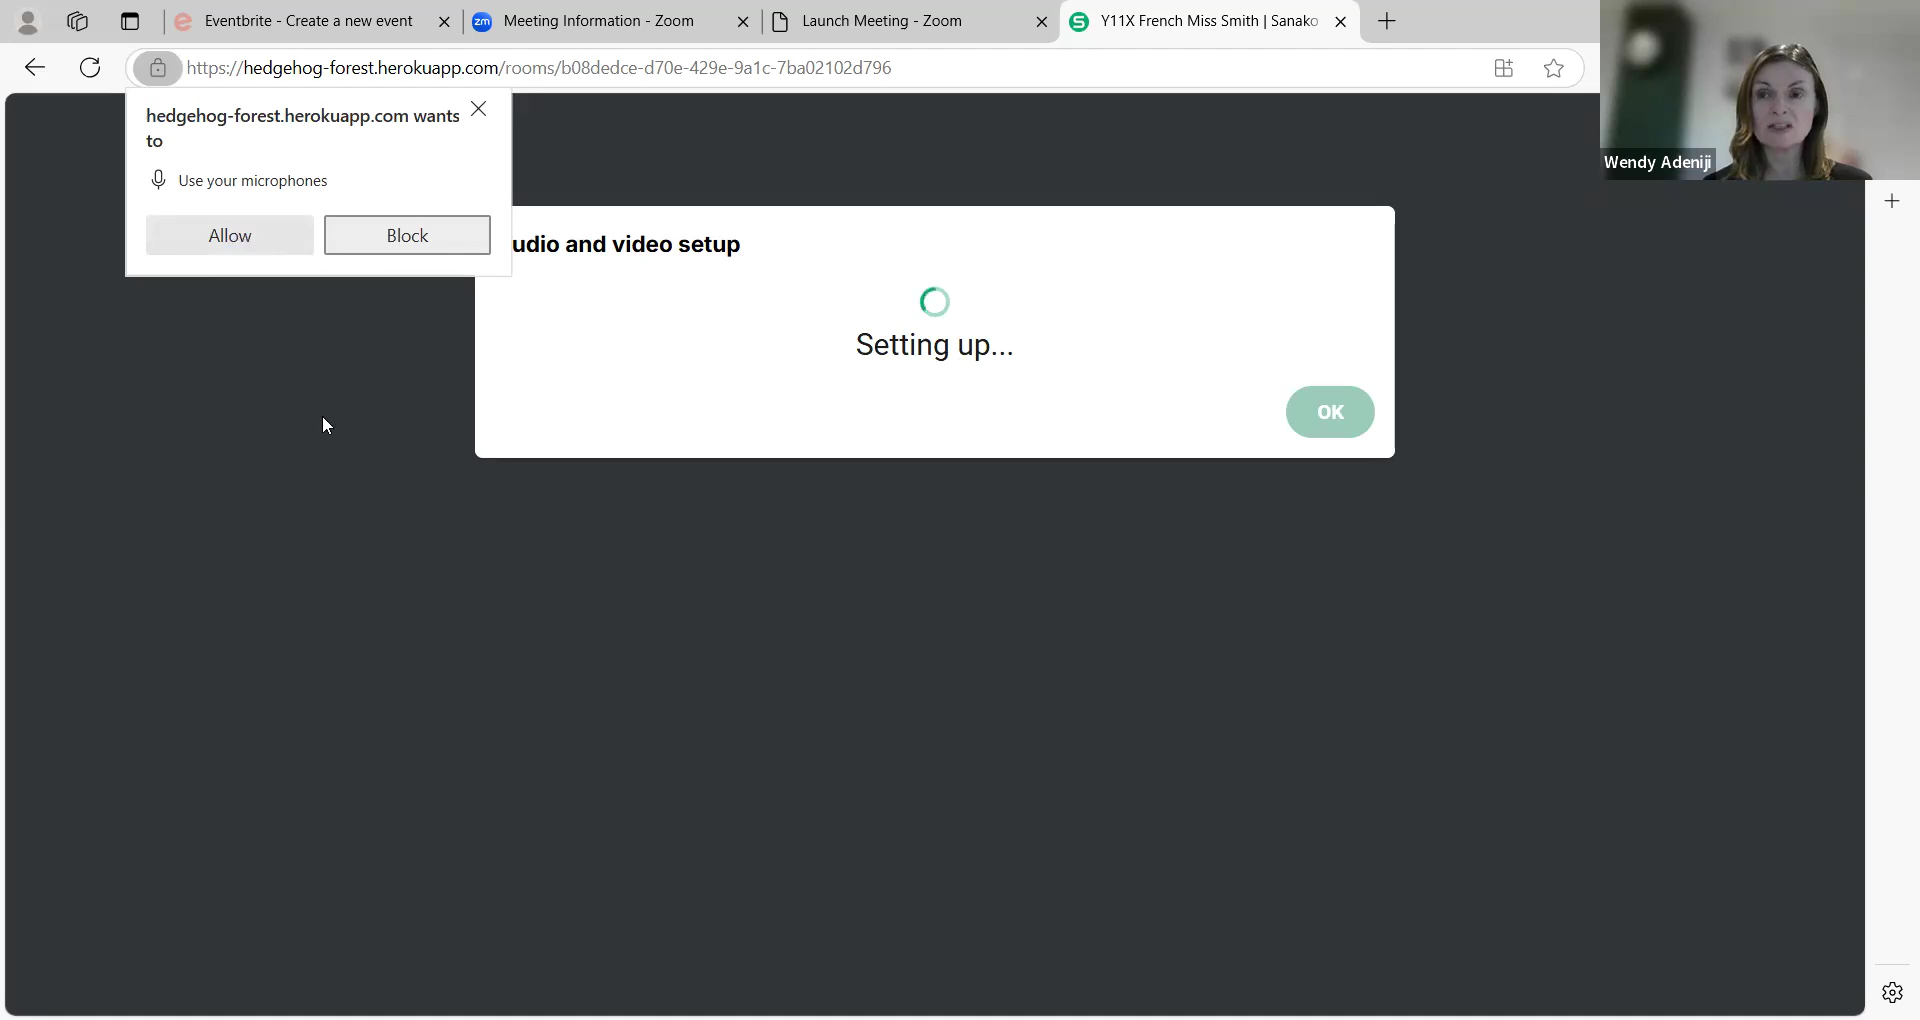 Eventbrite - Create a new event
zm
Meeting Information - Zoom
Launch Meeting - Zoom
S
Y11X French Miss Smith | Sanako
https://hedgehog-forest.herokuapp.com/rooms/b08dedce-d70e-429e-9a1c-7ba02102d796
hedgehog-forest.herokuapp.com wants
to
Use your microphones
Allow
Block
udio and video setup
Setting up...
OK
Wendy Adeniji